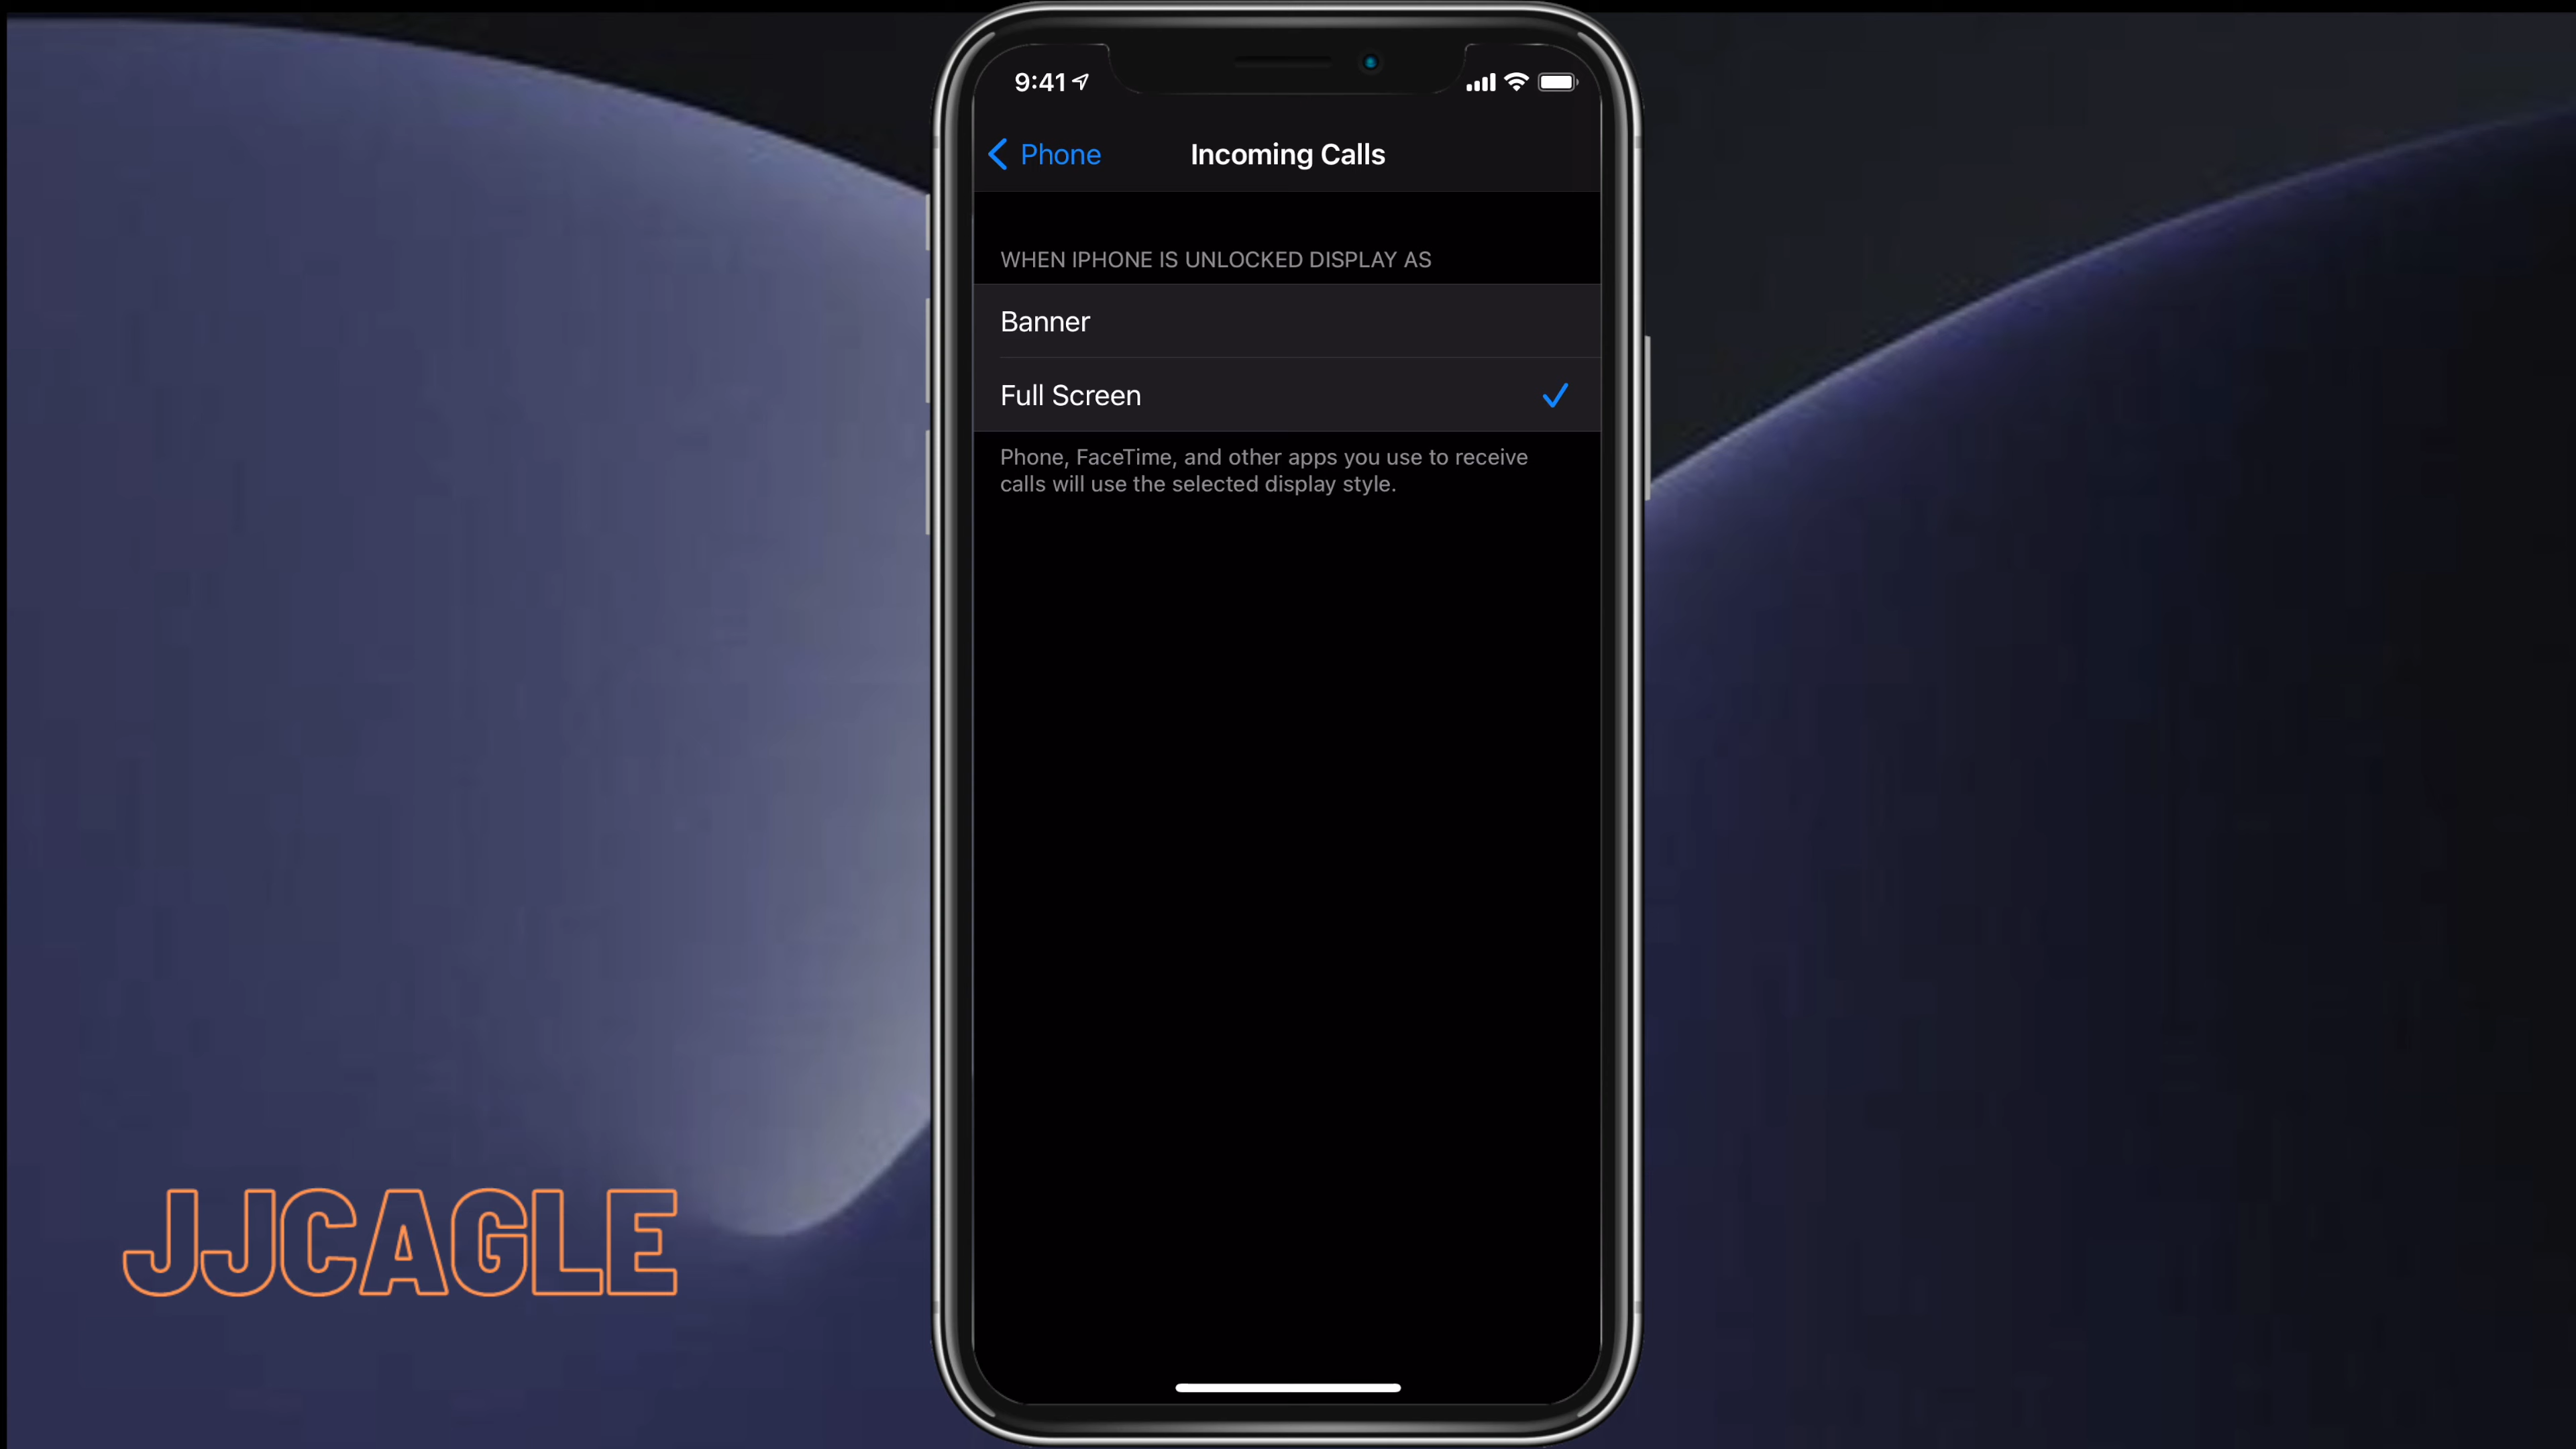 9:41
Phone
Incoming Calls
WHEN IPHONE IS UNLOCKED DISPLAY AS
Banner
Full Screen
Phone, FaceTime, and other apps you use to receive
calls will use the selected display style.
JJCAGLE